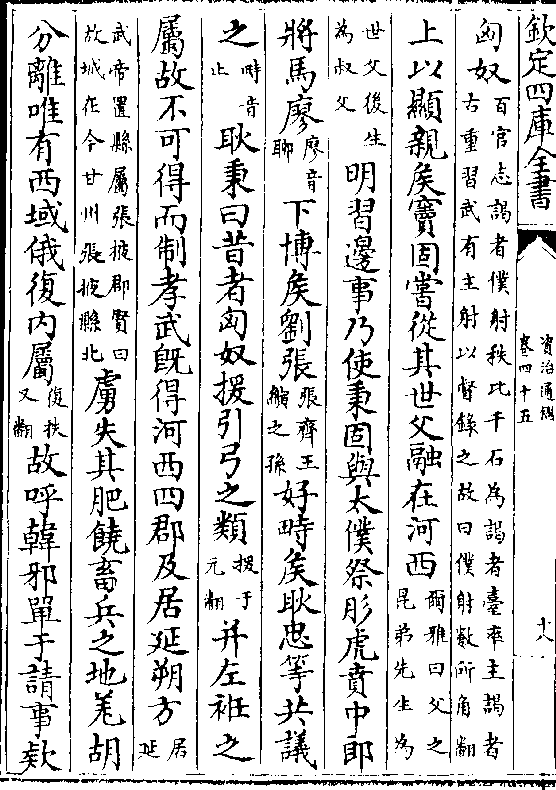 欽定四庫全書
資治通鑑
卷四十五
十八
匈奴百官志謁者僕射秩比千石為謁者臺率主謁者古重習武有主射以督錄之故曰僕射數所角翻
上以顯親矦竇固嘗從其世父融在河西爾雅曰父之昆弟先生為
世父後生為叔父明習邊事乃使秉固與太僕祭肜虎賁中郎
將馬廖廖音聊下博矦劉張張齊王縯之孫好畤矦耿忠等共議
之畤音止耿秉曰昔者匈奴援引弓之類援于元翻并左衽之
屬故不可得而制孝武既得河西四郡及居延朔方居延
武帝置縣屬張掖郡賢曰故城在今甘州張掖縣北虜失其肥饒畜兵之地羌胡
分離唯有西域俄復內屬復扶又翻故呼韓邪單于請事欵